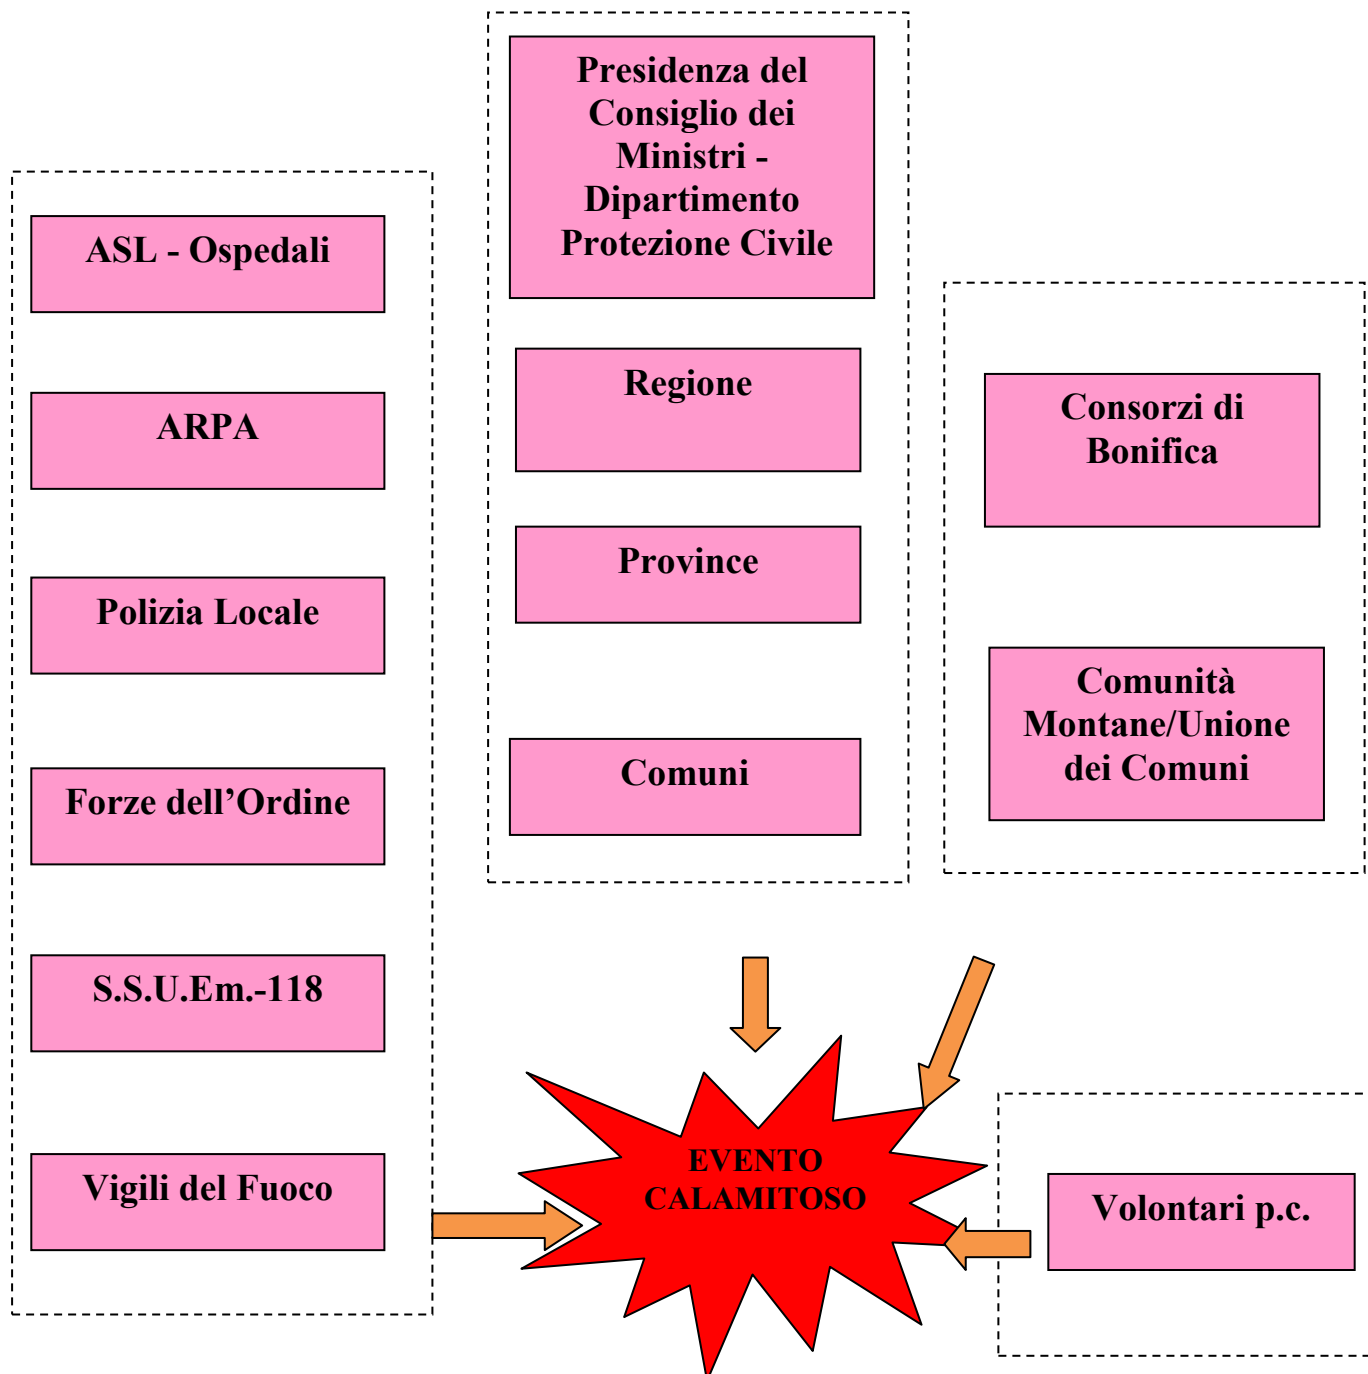 Presidenza del
Consiglio dei
Ministri -
Dipartimento
Protezione Civile
Regione
Province
Comuni
ASL - Ospedali
ARPA
Polizia Locale
Forze dell’Ordine
S.S.U.Em.-118
Vigili del Fuoco
Consorzi di
Bonifica
Comunità
Montane/Unione
dei Comuni
EVENTO
CALAMITOSO
Volontari p.c.